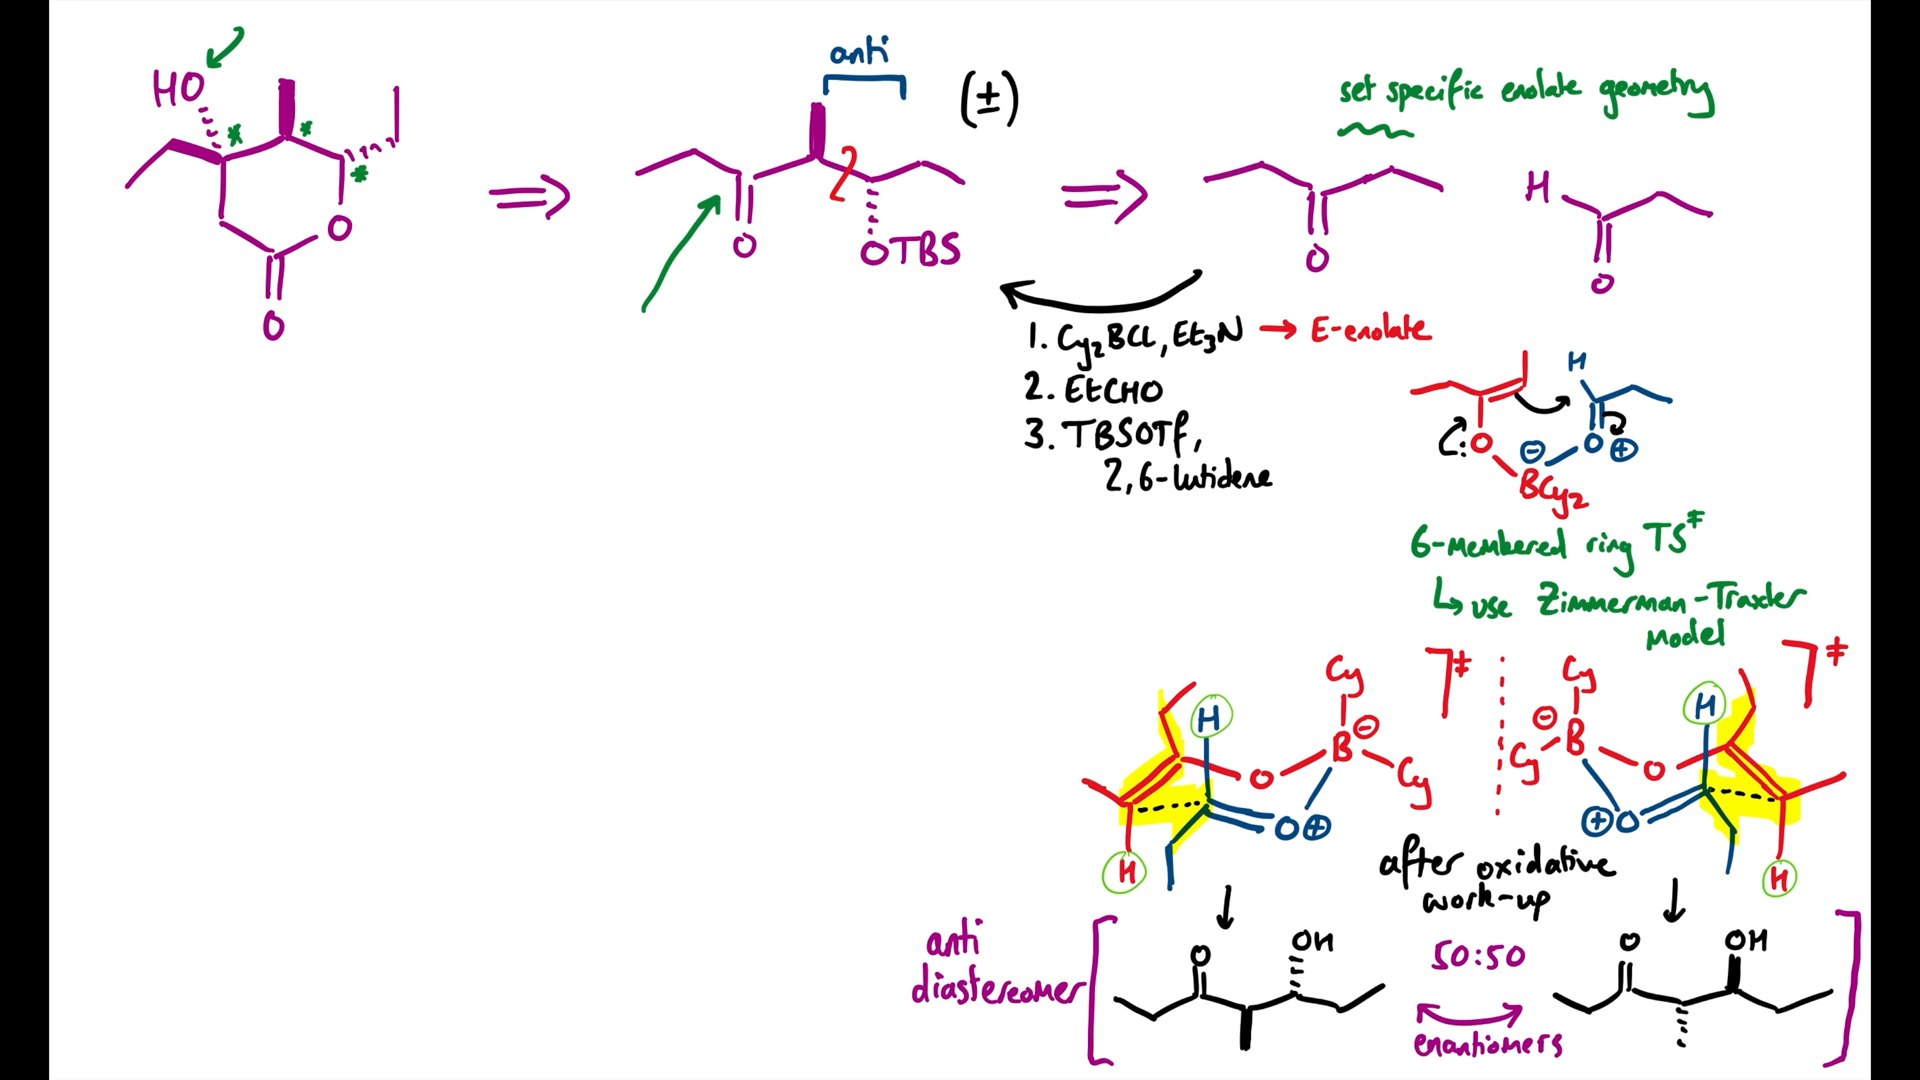 anti
HO
(±)
set specific enolate geometry
*
*
*
2
H
O
O
OTBS
O
O
O
1. Cy₂BCl, Et₃N → E-enolate
2. EtCHO
3. TBSOTf,
2,6-lutidene
H
O
⊖
O
⊕
BCy₂
6-membered ring TS‡
↳ use Zimmerman-Traxler
model
Cy
‡
Cy
‡
H
B
⊖
Cy
O
O
⊕
H
⊖
B
Cy
O
H
⊕
O
H
after oxidative
work-up
anti
diastereomer
O
OH
50:50
O
OH
enantiomers